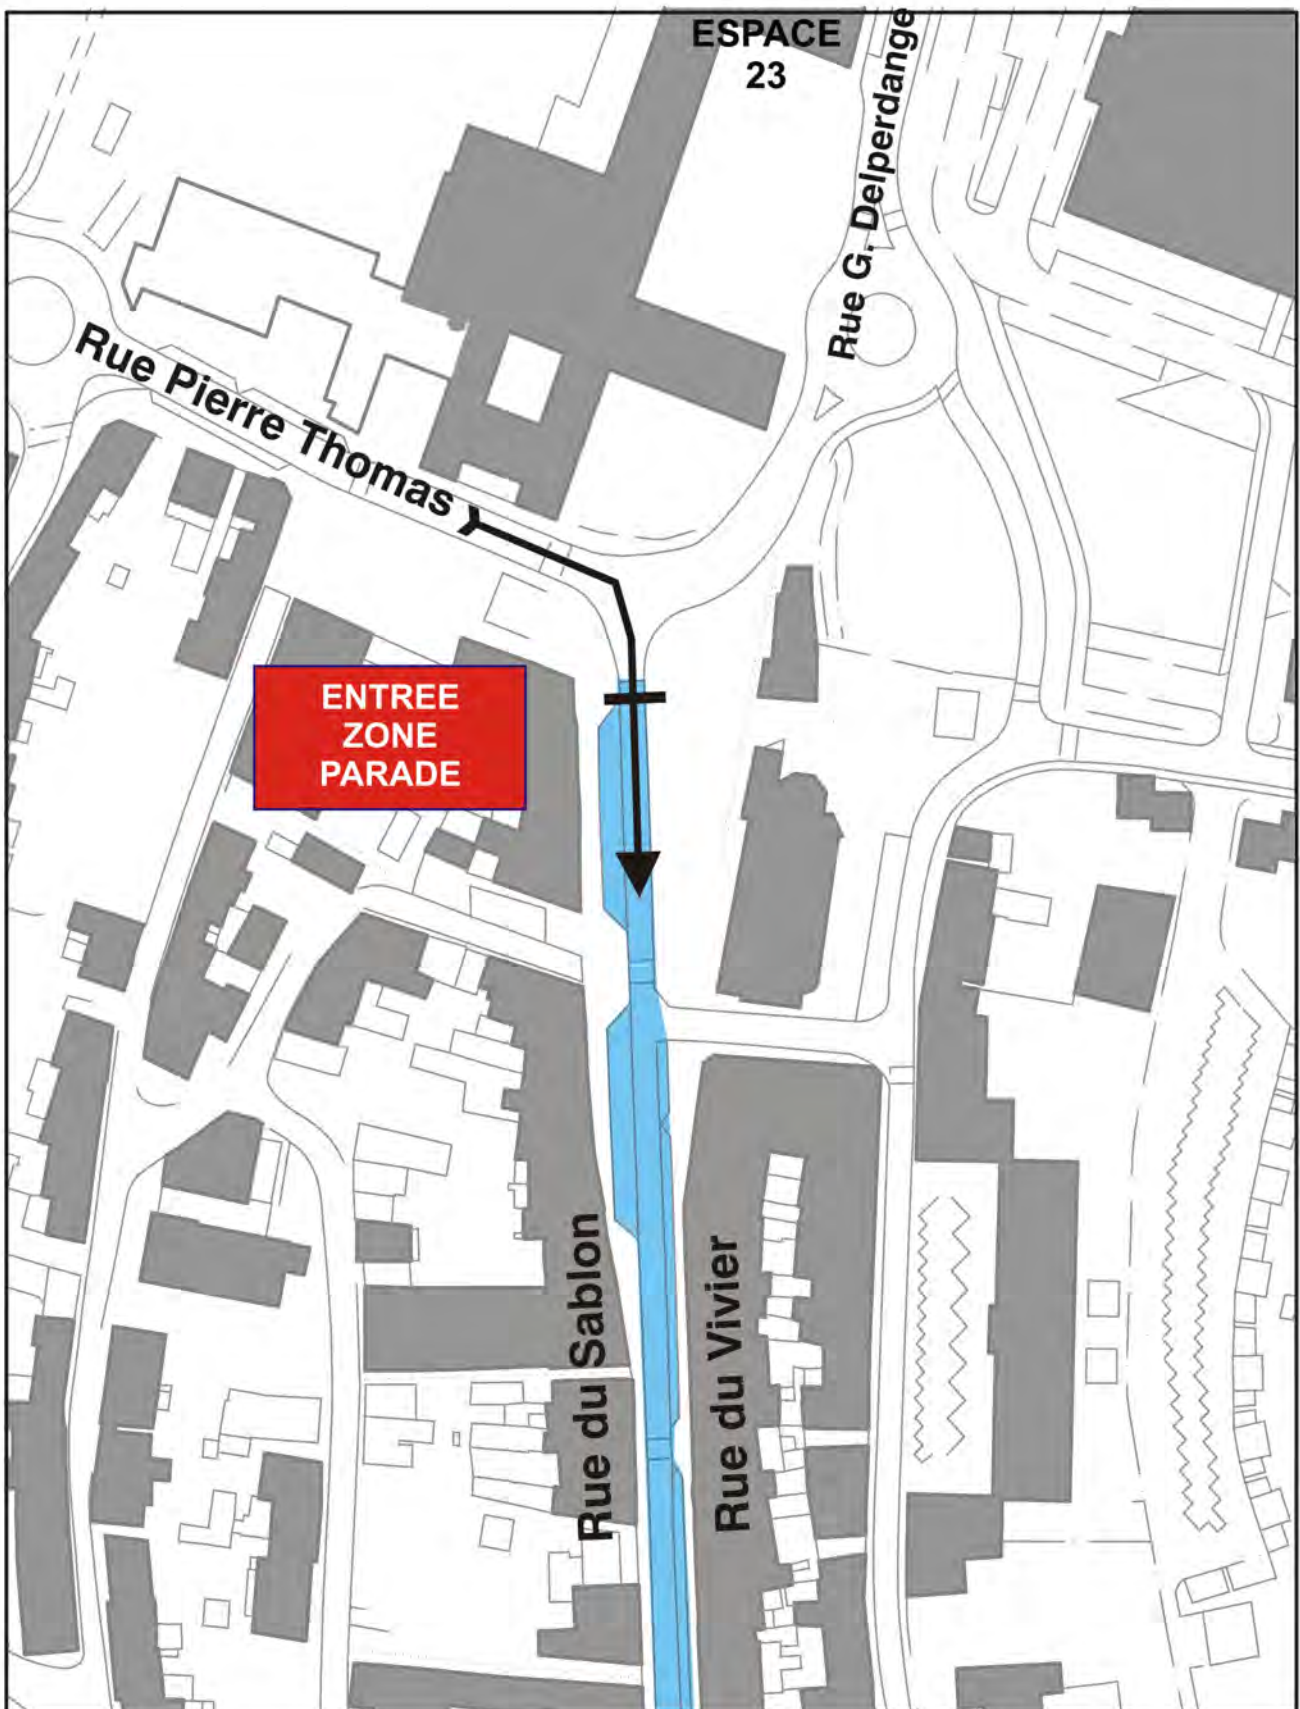 ESPACE
23
Rue G. Delperdange
Rue Pierre Thomas
ENTREE
ZONE
PARADE
Rue du Sablon
Rue du Vivier